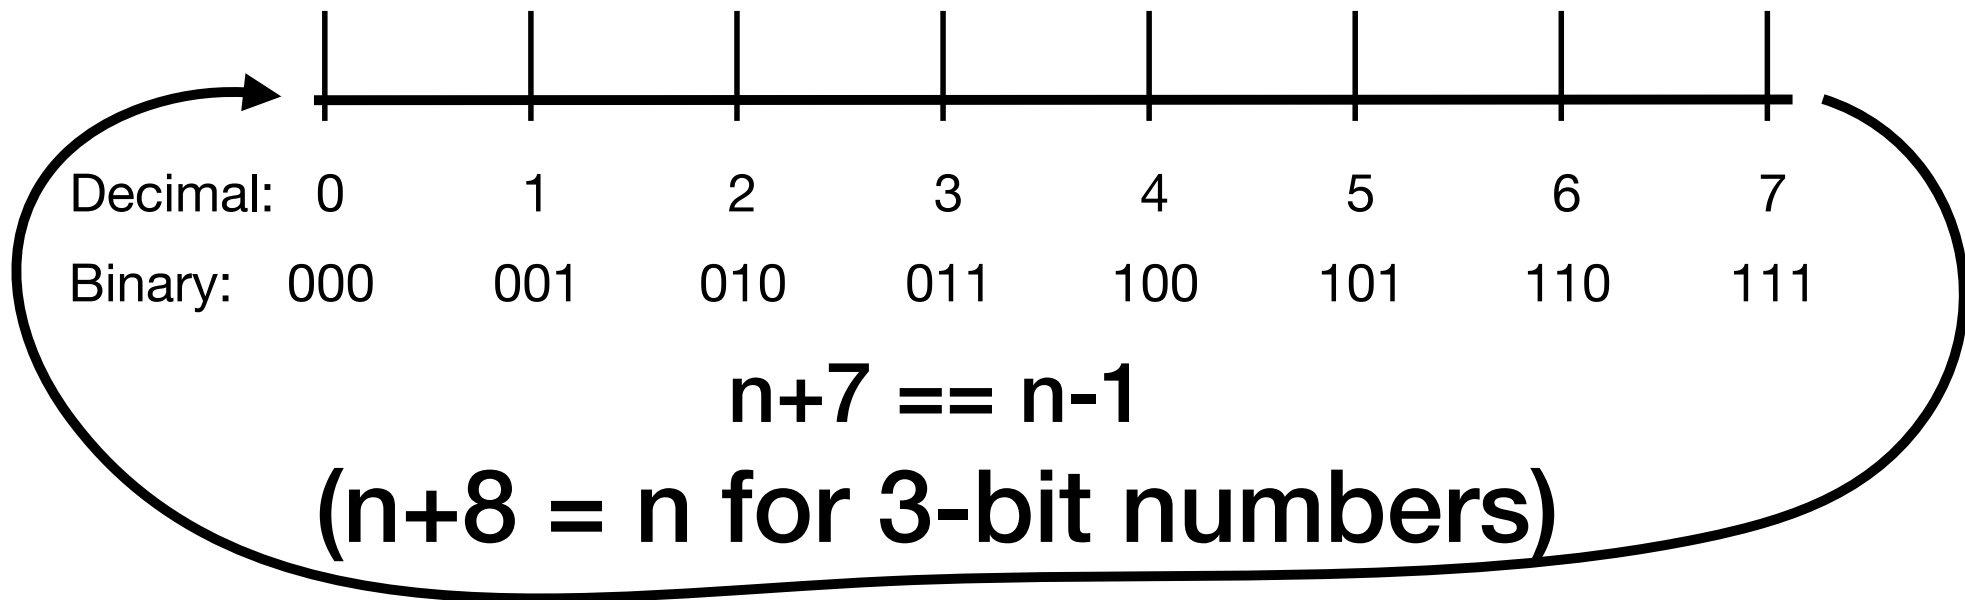 Decimal: 0 1 2 3 4 5 6 7
Binary: 000 001 010 011 100 101 110 111
n+7 == n-1
(n+8 = n for 3-bit numbers)